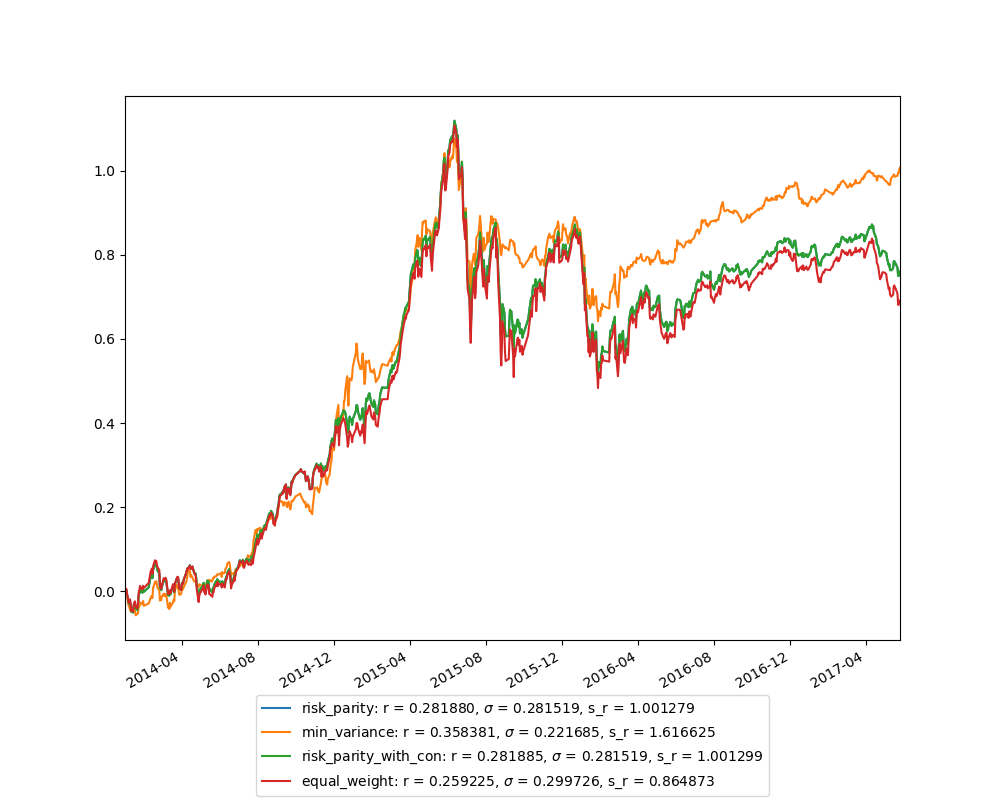 1.0
0.8
0.6
0.4
0.2
0.0
2014-04 2014-08 2014-12 2015-04 2015-08 2015-12 2016-04 2016-08 2016-12 2017-04
risk_parity: r = 0.281880, σ = 0.281519, s_r = 1.001279
min_variance: r = 0.358381, σ = 0.221685, s_r = 1.616625
risk_parity_with_con: r = 0.281885, σ = 0.281519, s_r = 1.001299
equal_weight: r = 0.259225, σ = 0.299726, s_r = 0.864873